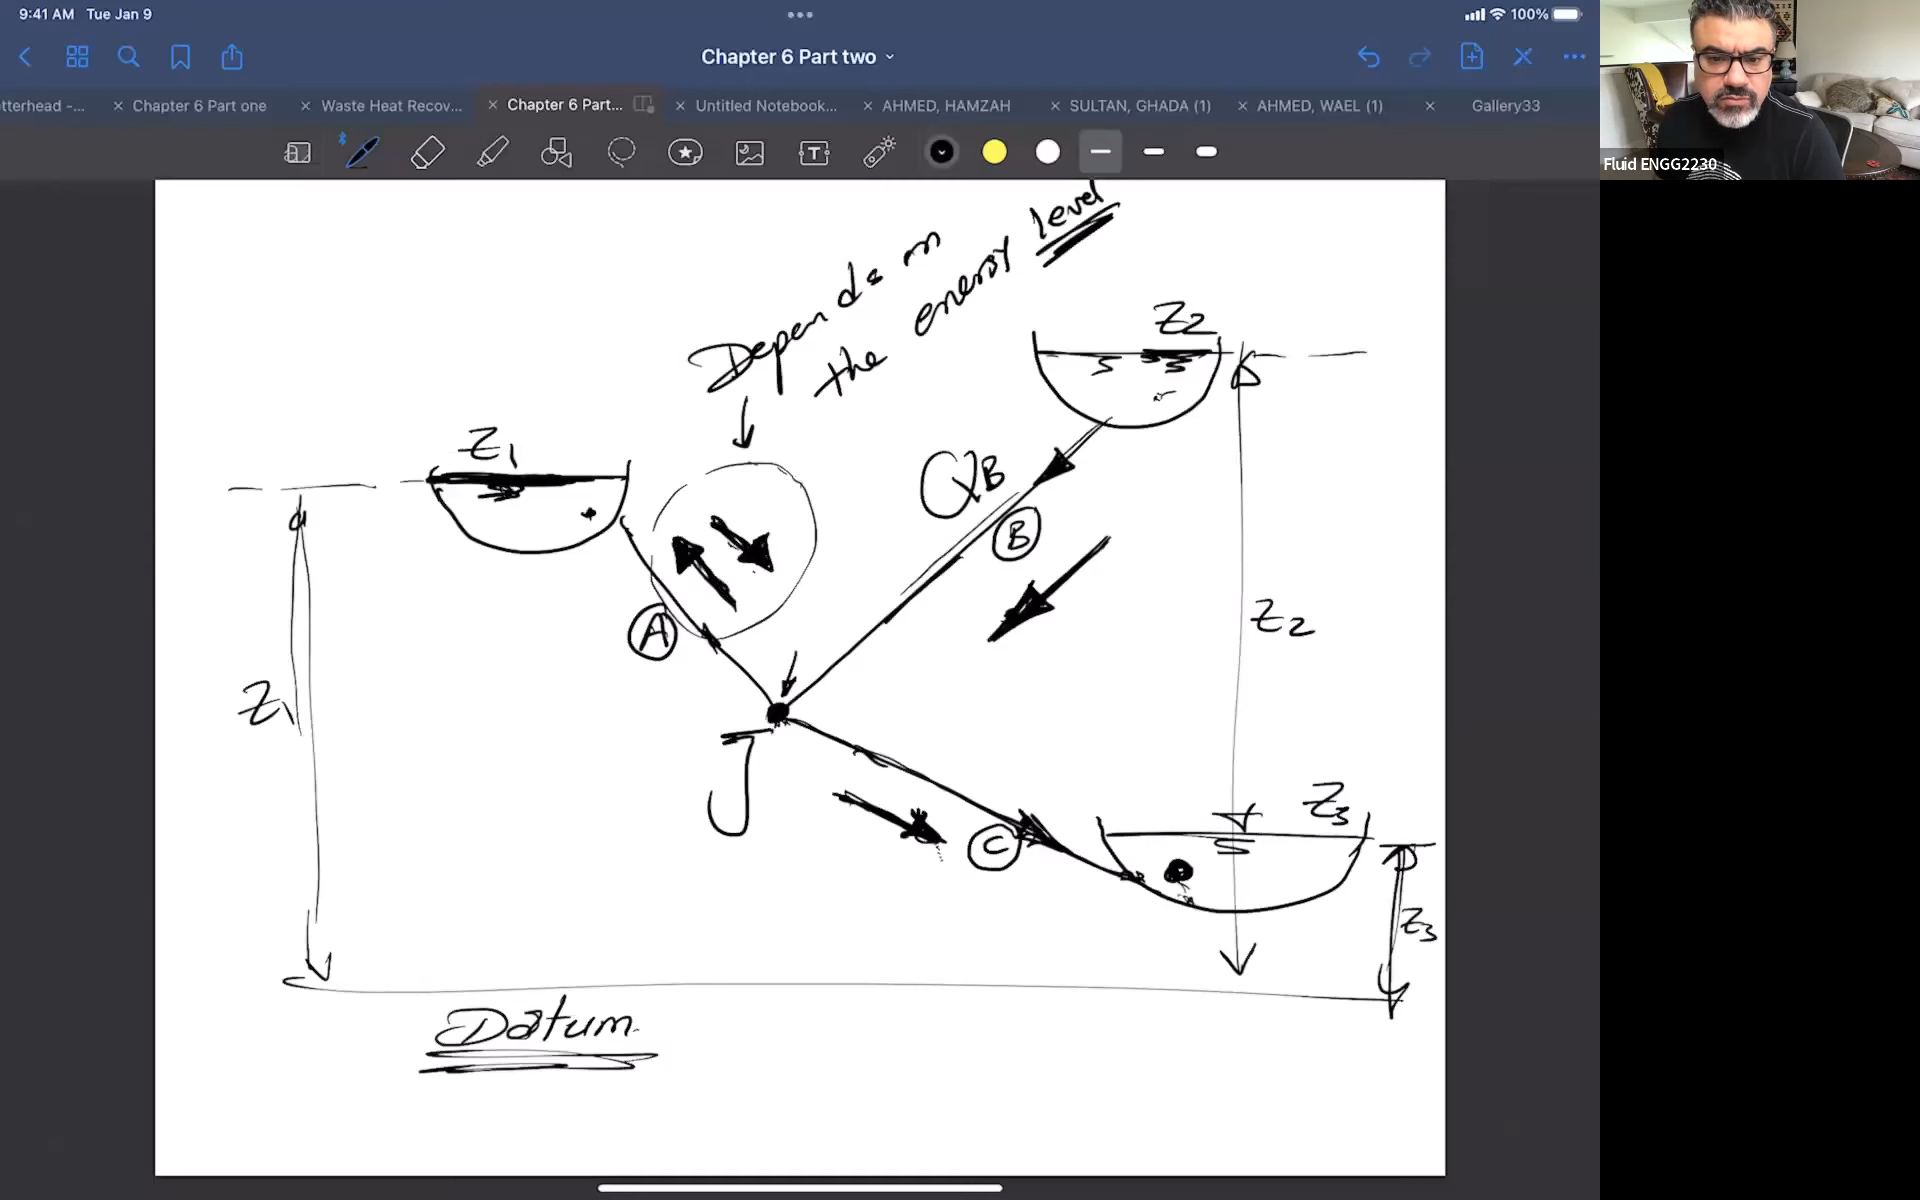 9:41 AM Tue Jan 9
100%
Chapter 6 Part two
tterhead -...
Chapter 6 Part one
Waste Heat Recov...
Chapter 6 Part...
Untitled Notebook...
AHMED, HAMZAH
SULTAN, GHADA (1)
AHMED, WAEL (1)
Gallery33
T
Fluid ENGG2230
Depends on
the energy level
Z2
Z1
QB
B
A
Z2
Z1
J
Z3
C
Z3
Datum